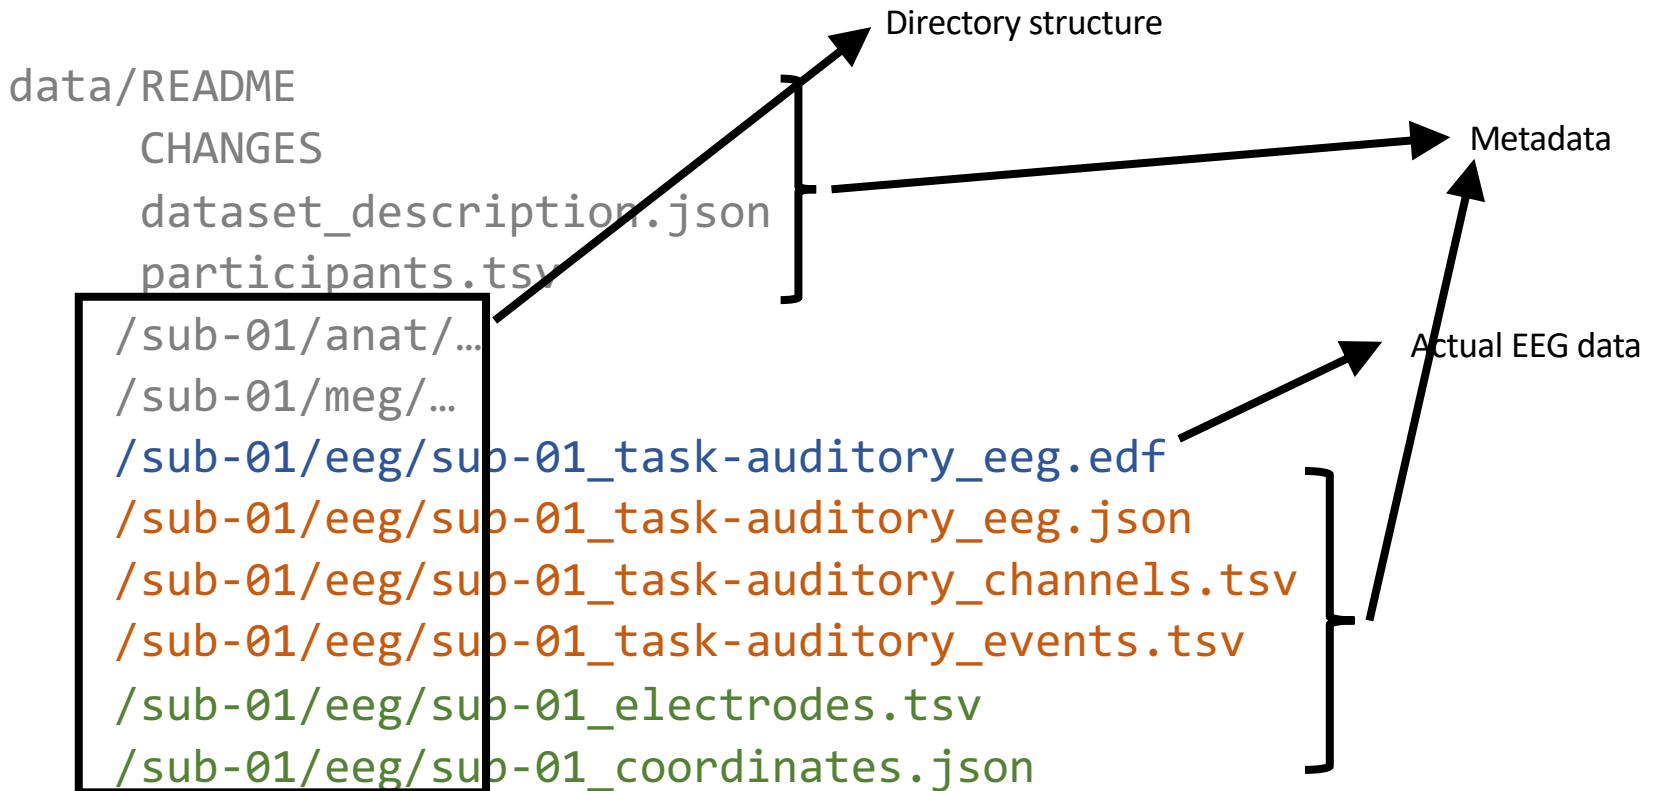 Directory structure
data/README
CHANGES
Metadata
dataset_description.json
participants.tsv
/sub-01/anat/…
Actual EEG data
/sub-01/meg/…
/sub-01/eeg/sub-01_task-auditory_eeg.edf
/sub-01/eeg/sub-01_task-auditory_eeg.json
/sub-01/eeg/sub-01_task-auditory_channels.tsv
/sub-01/eeg/sub-01_task-auditory_events.tsv
/sub-01/eeg/sub-01_electrodes.tsv
/sub-01/eeg/sub-01_coordinates.json